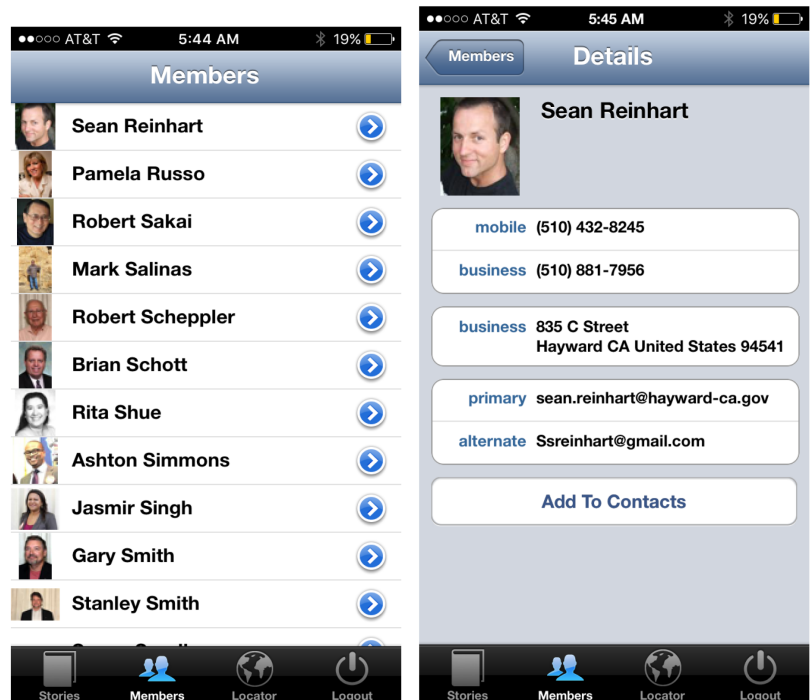 AT&T 5:44 AM 19%
Members
Sean Reinhart
Pamela Russo
Robert Sakai
Mark Salinas
Robert Scheppler
Brian Schott
Rita Shue
Ashton Simmons
Jasmir Singh
Gary Smith
Stanley Smith
Stories Members Locator Logout
AT&T 5:45 AM 19%
Members Details
Sean Reinhart
mobile (510) 432-8245
business (510) 881-7956
business 835 C Street
Hayward CA United States 94541
primary sean.reinhart@hayward-ca.gov
alternate Ssreinhart@gmail.com
Add To Contacts
Stories Members Locator Logout